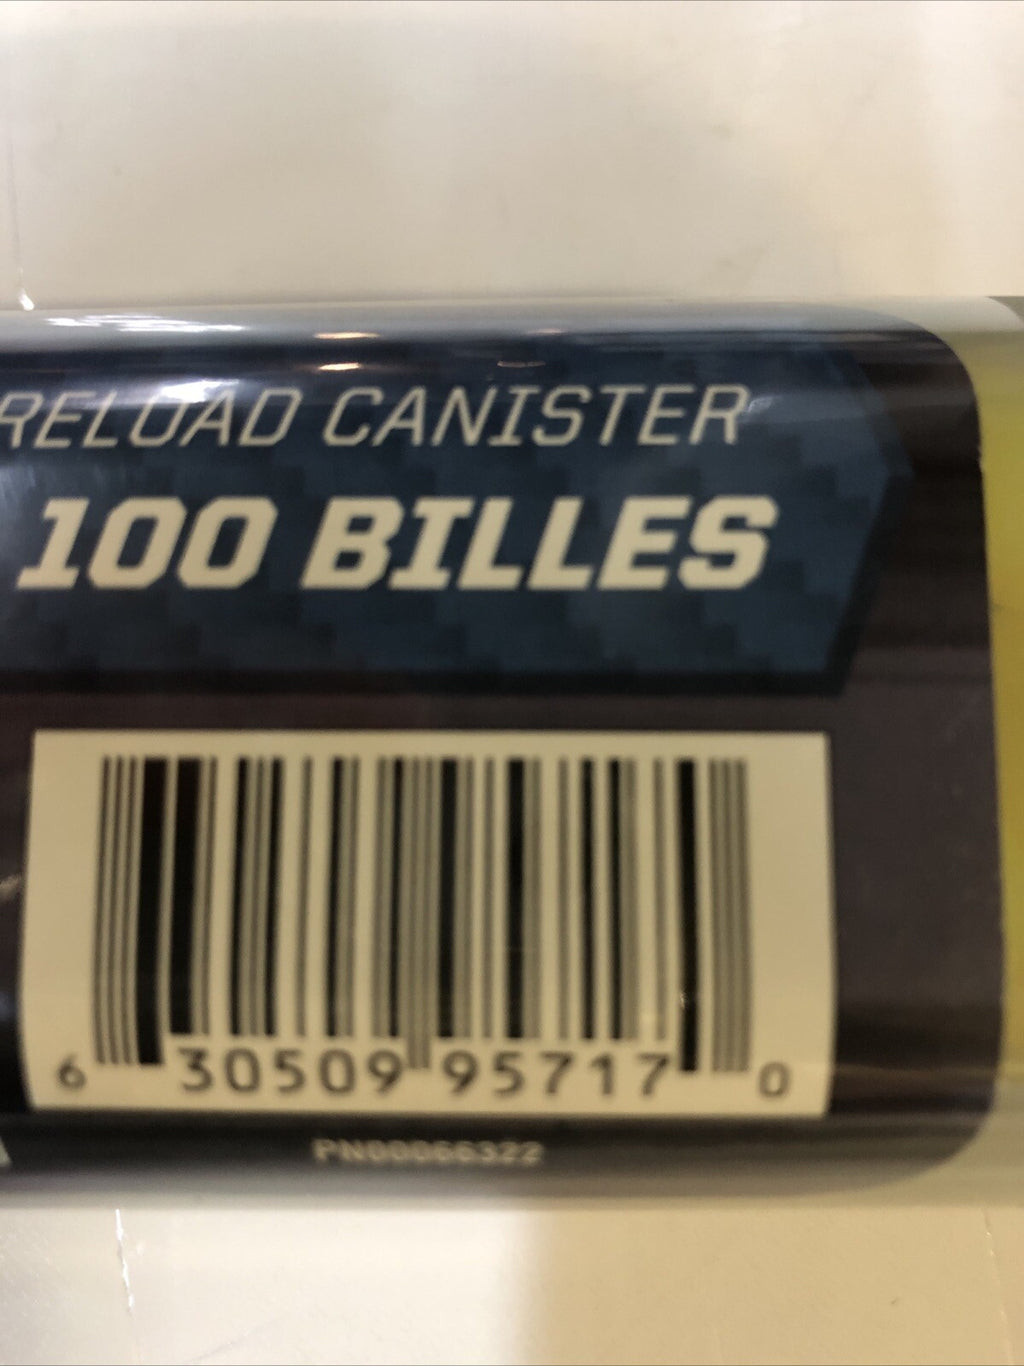 RELOAD CANISTER
100 BILLES
6 30509 95717 0
PN00066322